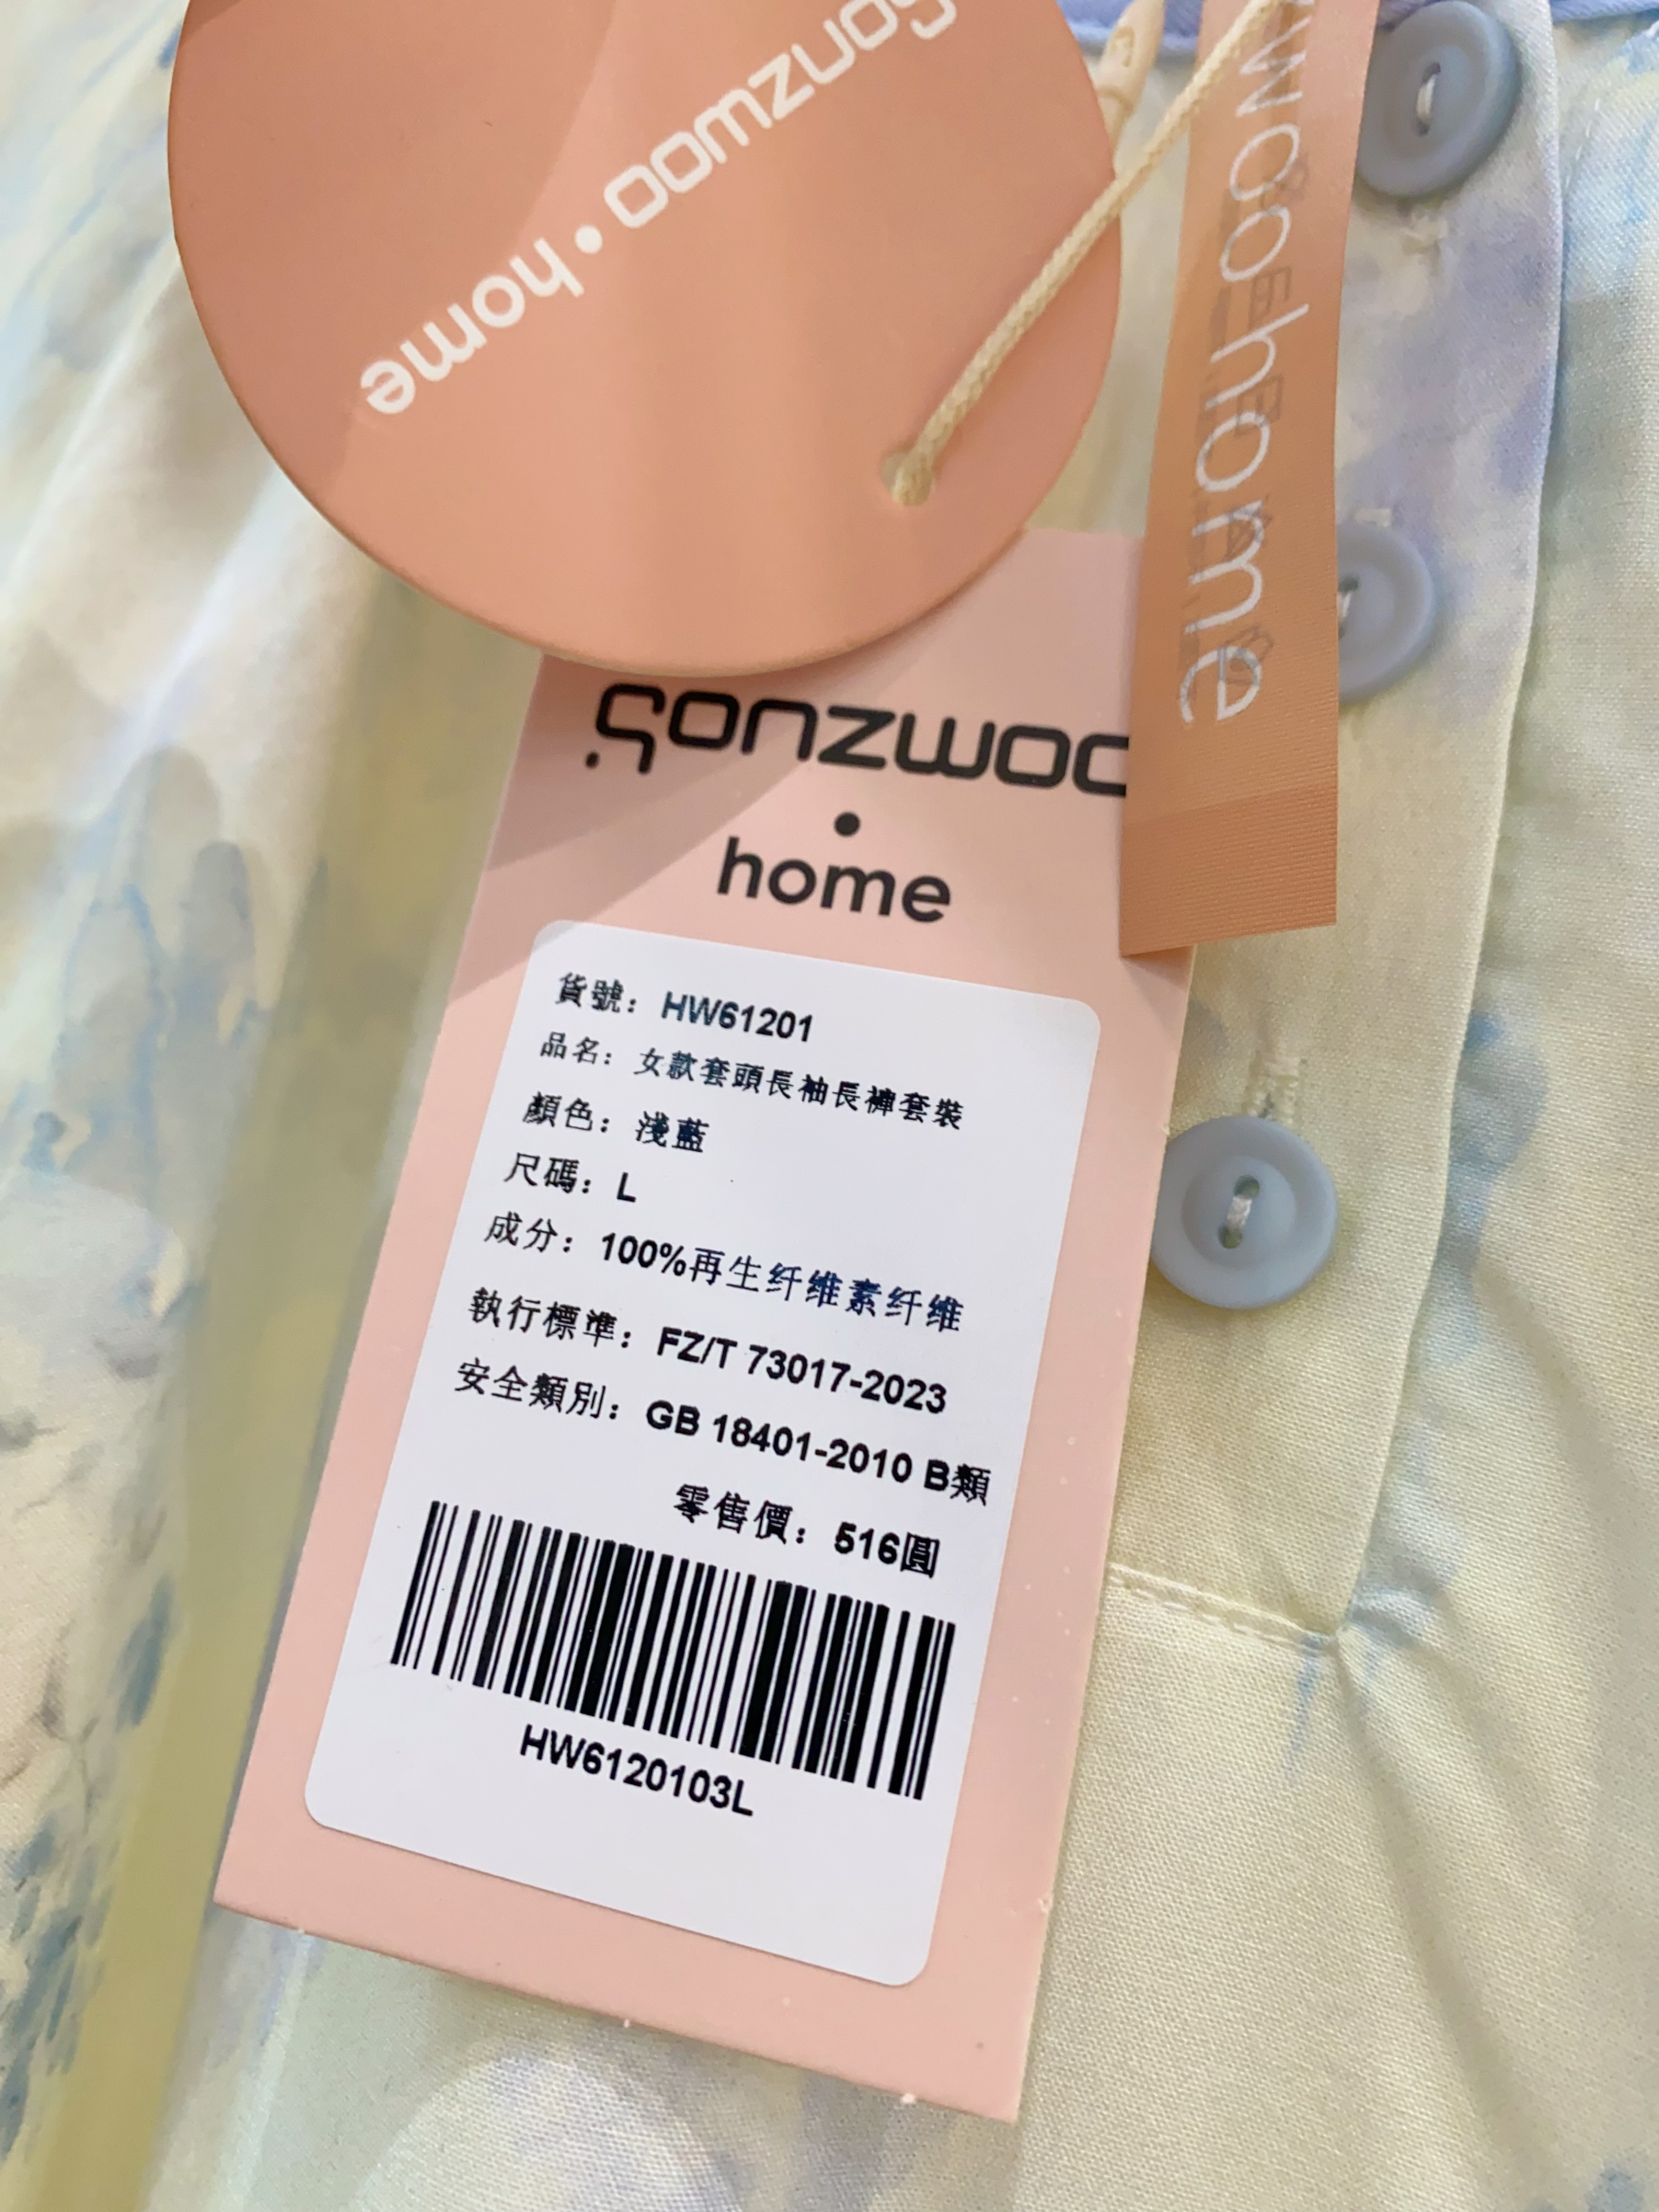 Gonzwoo•home
woohome
Gonzwoo
•
home
貨號：HW61201
品名：女款套頭長袖長褲套裝
顏色：淺藍
尺碼：L
成分：100%再生纤维素纤维
執行標準：FZ/T 73017-2023
安全類別：GB 18401-2010 B類
零售價：516圓
HW6120103L